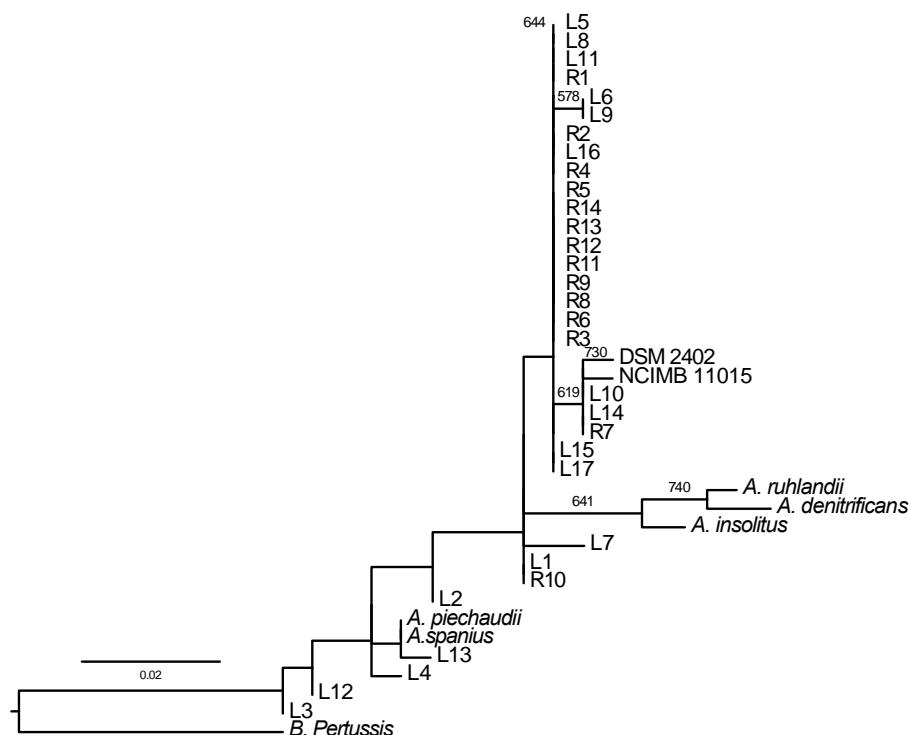 644
L5
L8
L11
R1
578
L6
L9
R2
L16
R4
R5
R14
R13
R12
R11
R9
R8
R6
R3
730
DSM 2402
NCIMB 11015
619
L10
L14
R7
L15
L17
740
A. ruhlandii
641
A. denitrificans
A. insolitus
L7
L1
R10
L2
A. piechaudii
A.spanius
L13
0.02
L4
L12
L3
B. Pertussis